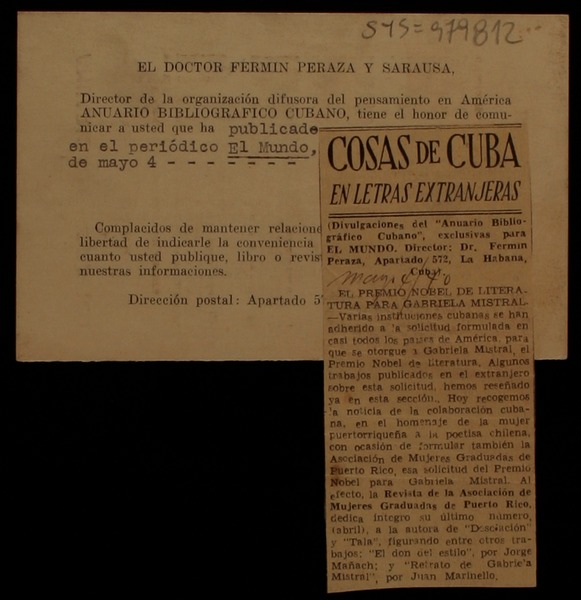 sys=979812
EL DOCTOR FERMIN PERAZA Y SARAUSA,
Director de la organización difusora del pensamiento en América
ANUARIO BIBLIOGRAFICO CUBANO, tiene el honor de comu-
nicar a usted que ha publicado
en el periódico El Mundo,
de mayo 4 - - - - - - - -
Complacidos de mantener relacione
libertad de indicarle la conveniencia
cuanto usted publique, libro o revist
nuestras informaciones.
Dirección postal: Apartado 57
COSAS DE CUBA
EN LETRAS EXTRANJERAS
(Divulgaciones del "Anuario Biblio-
gráfico Cubano", exclusivas para
EL MUNDO. Director: Dr. Fermín
Peraza, Apartado 572, La Habana,
Cuba).
mayo 4/40
EL PREMIO NOBEL DE LITERA-
TURA PARA GABRIELA MISTRAL
—Varias instituciones cubanas se han
adherido a la solicitud formulada en
casi todos los países de América, para
que se otorgue a Gabriela Mistral, el
Premio Nobel de literatura. Algunos
trabajos publicados en el extranjero
sobre esta solicitud, hemos reseñado
ya en esta sección. Hoy recogemos
la noticia de la colaboración cuba-
na, en el homenaje de la mujer
puertorriqueña a la poetisa chilena,
con ocasión de formular también la
Asociación de Mujeres Graduadas de
Puerto Rico, esa solicitud del Premio
Nobel para Gabriela Mistral. Al
efecto, la Revista de la Asociación de
Mujeres Graduadas de Puerto Rico,
dedica íntegro su último número,
(abril), a la autora de "Desolación"
y "Tala", figurando entre otros tra-
bajos: "El don del estilo", por Jorge
Mañach; y "Retrato de Gabriela
Mistral", por Juan Marinello.